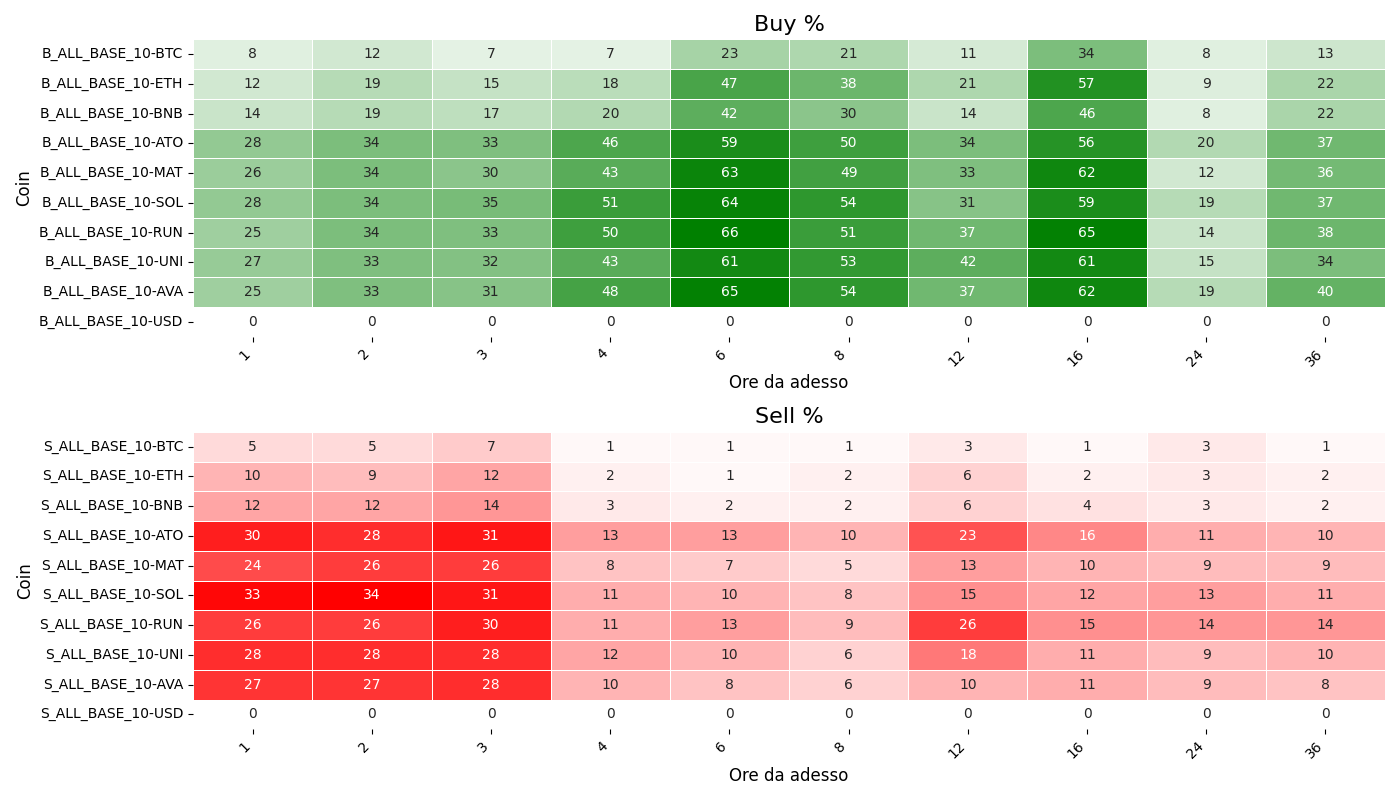 Buy %
Coin
B_ALL_BASE_10-BTC 8 12 7 7 23 21 11 34 8 13
B_ALL_BASE_10-ETH 12 19 15 18 47 38 21 57 9 22
B_ALL_BASE_10-BNB 14 19 17 20 42 30 14 46 8 22
B_ALL_BASE_10-ATO 28 34 33 46 59 50 34 56 20 37
B_ALL_BASE_10-MAT 26 34 30 43 63 49 33 62 12 36
B_ALL_BASE_10-SOL 28 34 35 51 64 54 31 59 19 37
B_ALL_BASE_10-RUN 25 34 33 50 66 51 37 65 14 38
B_ALL_BASE_10-UNI 27 33 32 43 61 53 42 61 15 34
B_ALL_BASE_10-AVA 25 33 31 48 65 54 37 62 19 40
B_ALL_BASE_10-USD 0 0 0 0 0 0 0 0 0 0
1 2 3 4 6 8 12 16 24 36
Ore da adesso
Sell %
Coin
S_ALL_BASE_10-BTC 5 5 7 1 1 1 3 1 3 1
S_ALL_BASE_10-ETH 10 9 12 2 1 2 6 2 3 2
S_ALL_BASE_10-BNB 12 12 14 3 2 2 6 4 3 2
S_ALL_BASE_10-ATO 30 28 31 13 13 10 23 16 11 10
S_ALL_BASE_10-MAT 24 26 26 8 7 5 13 10 9 9
S_ALL_BASE_10-SOL 33 34 31 11 10 8 15 12 13 11
S_ALL_BASE_10-RUN 26 26 30 11 13 9 26 15 14 14
S_ALL_BASE_10-UNI 28 28 28 12 10 6 18 11 9 10
S_ALL_BASE_10-AVA 27 27 28 10 8 6 10 11 9 8
S_ALL_BASE_10-USD 0 0 0 0 0 0 0 0 0 0
1 2 3 4 6 8 12 16 24 36
Ore da adesso